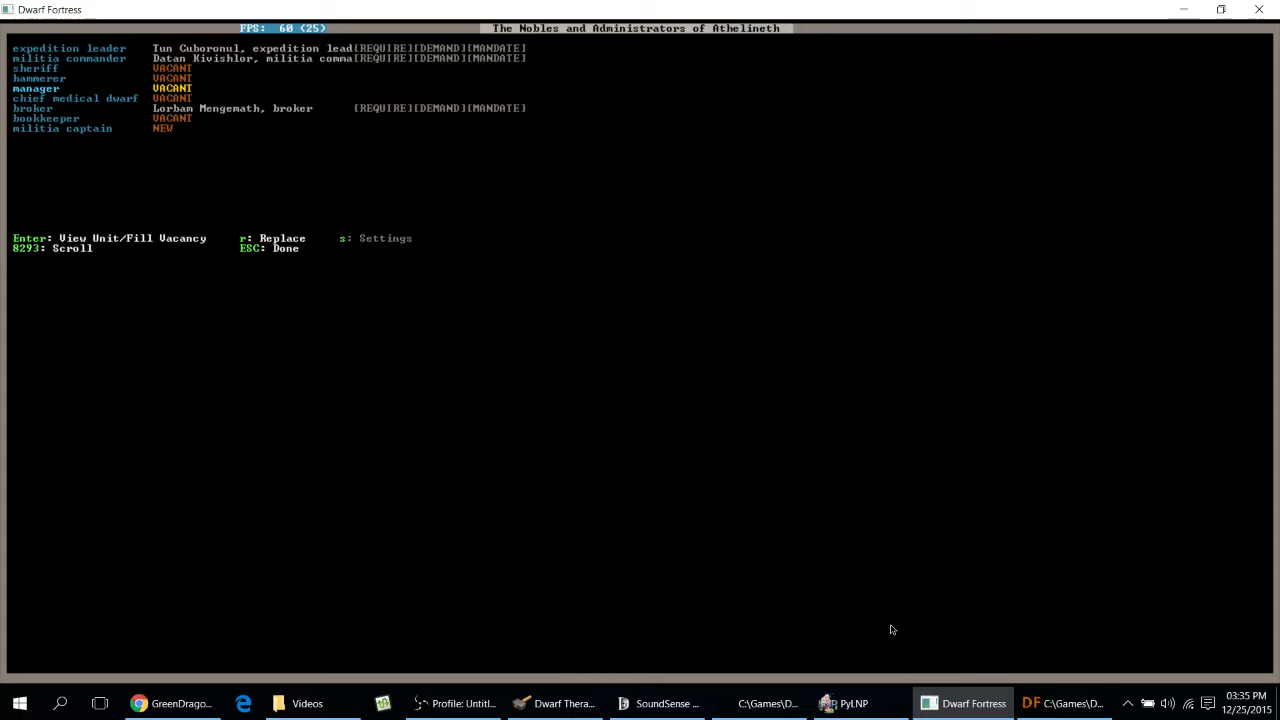 Dwarf Fortress
FPS: 60 (25) The Nobles and Administrators of Athelineth
expedition leader Tun Cuboronul, expedition lead[REQUIRE][DEMAND][MANDATE]
militia commander Datan Kivishlor, militia comma[REQUIRE][DEMAND][MANDATE]
sheriff VACANT
hammerer VACANT
manager VACANT
chief medical dwarf VACANT
broker Lorbam Mengemath, broker [REQUIRE][DEMAND][MANDATE]
bookkeeper VACANT
militia captain NEW
Enter: View Unit/Fill Vacancy r: Replace s: Settings
8293: Scroll ESC: Done
GreenDrago... Videos Profile: Untitl... Dwarf Thera... SoundSense ... C:\Games\D... PyLNP Dwarf Fortress DF C:\Games\D... 03:35 PM
12/25/2015